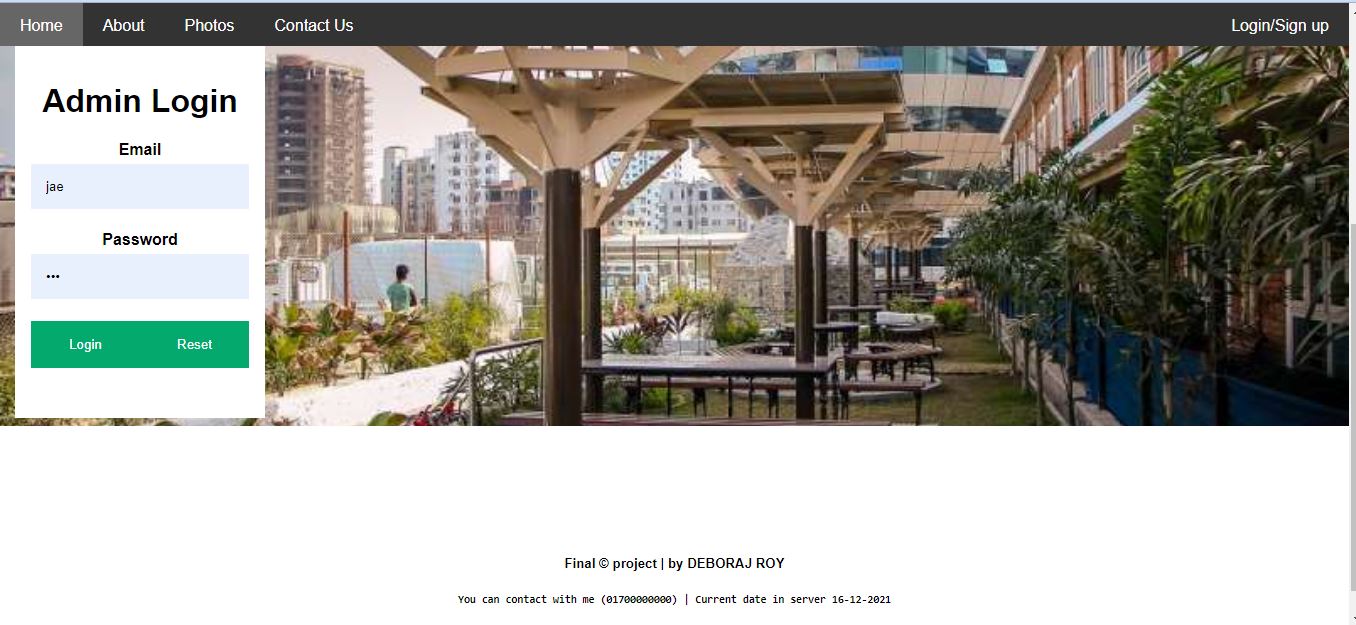 Home About Photos Contact Us Login/Sign up
Admin Login
Email
jae
Password
•••
Login Reset
Final © project | by DEBORAJ ROY
You can contact with me (01700000000) | Current date in server 16-12-2021